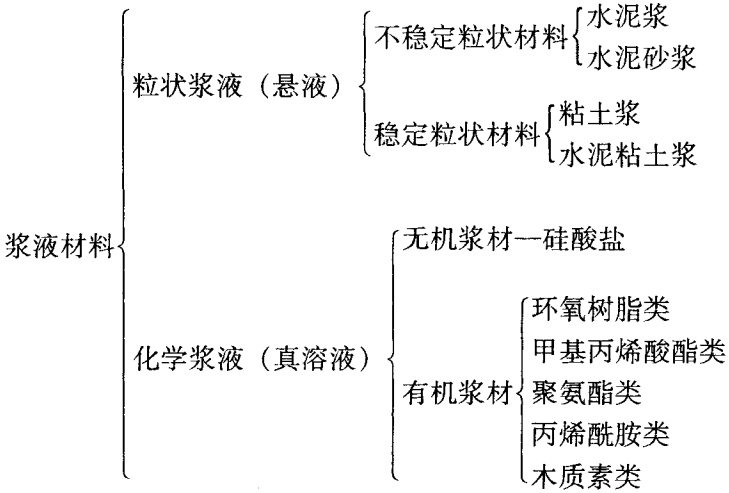 浆液材料
粒状浆液（悬液）
不稳定粒状材料
水泥浆
水泥砂浆
稳定粒状材料
粘土浆
水泥粘土浆
化学浆液（真溶液）
无机浆材—硅酸盐
有机浆材
环氧树脂类
甲基丙烯酸酯类
聚氨酯类
丙烯酰胺类
木质素类